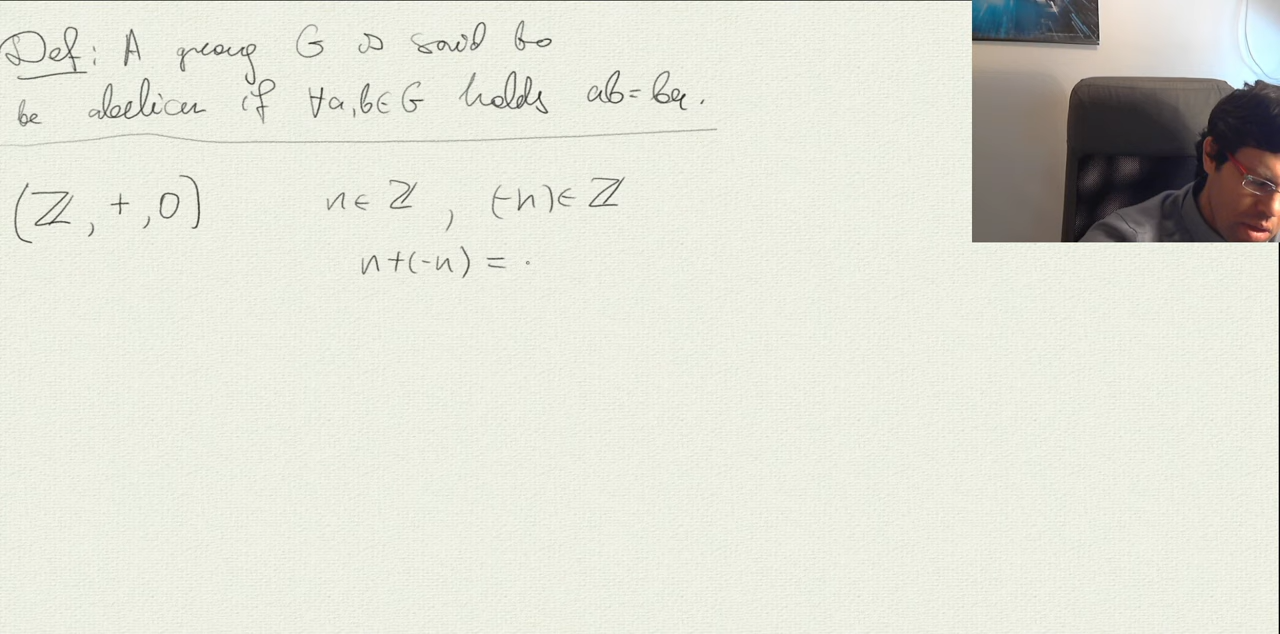 Def: A group G is said to
be abelian if ∀a,b∈G holds ab=ba.
(ℤ,+,0) n∈ℤ, (-n)∈ℤ
n+(-n) = .